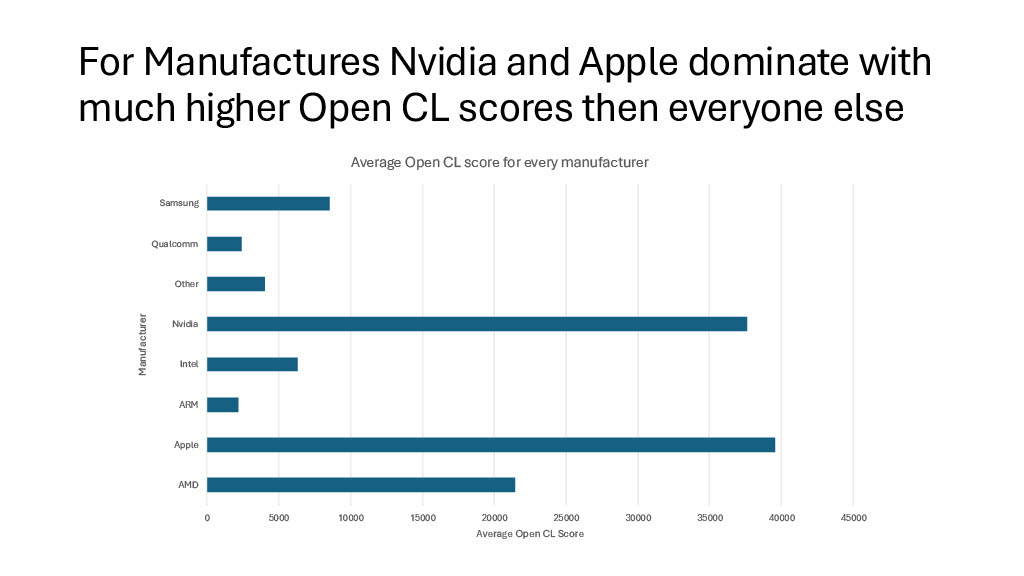 For Manufactures Nvidia and Apple dominate with
much higher Open CL scores then everyone else
Average Open CL score for every manufacturer
Manufacturer
Samsung
Qualcomm
Other
Nvidia
Intel
ARM
Apple
AMD
0 5000 10000 15000 20000 25000 30000 35000 40000 45000
Average Open CL Score